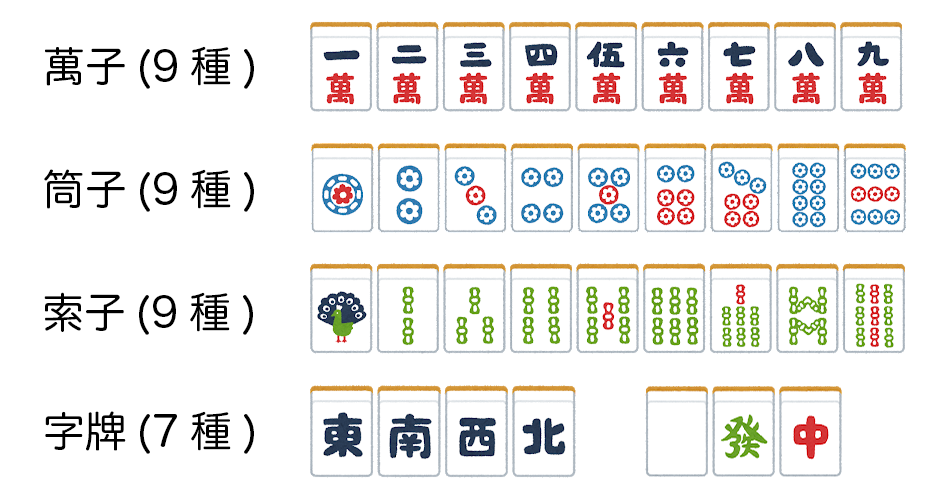 萬子 (9 種 ) 一萬 二萬 三萬 四萬 伍萬 六萬 七萬 八萬 九萬
筒子 (9 種 )
索子 (9 種 )
字牌 (7 種 ) 東 南 西 北 發 中